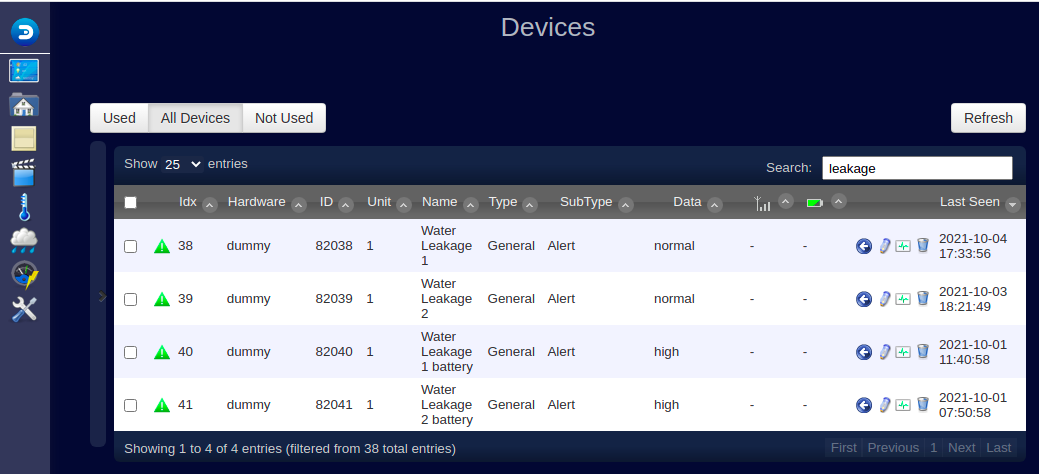 Devices
Used All Devices Not Used Refresh
Show 25 entries Search: leakage
Idx Hardware ID Unit Name Type SubType Data Last Seen
38 dummy 82038 1 Water Leakage 1 General Alert normal - - 2021-10-04 17:33:56
39 dummy 82039 1 Water Leakage 2 General Alert normal - - 2021-10-03 18:21:49
40 dummy 82040 1 Water Leakage 1 battery General Alert high - - 2021-10-01 11:40:58
41 dummy 82041 1 Water Leakage 2 battery General Alert high - - 2021-10-01 07:50:58
Showing 1 to 4 of 4 entries (filtered from 38 total entries) First Previous 1 Next Last